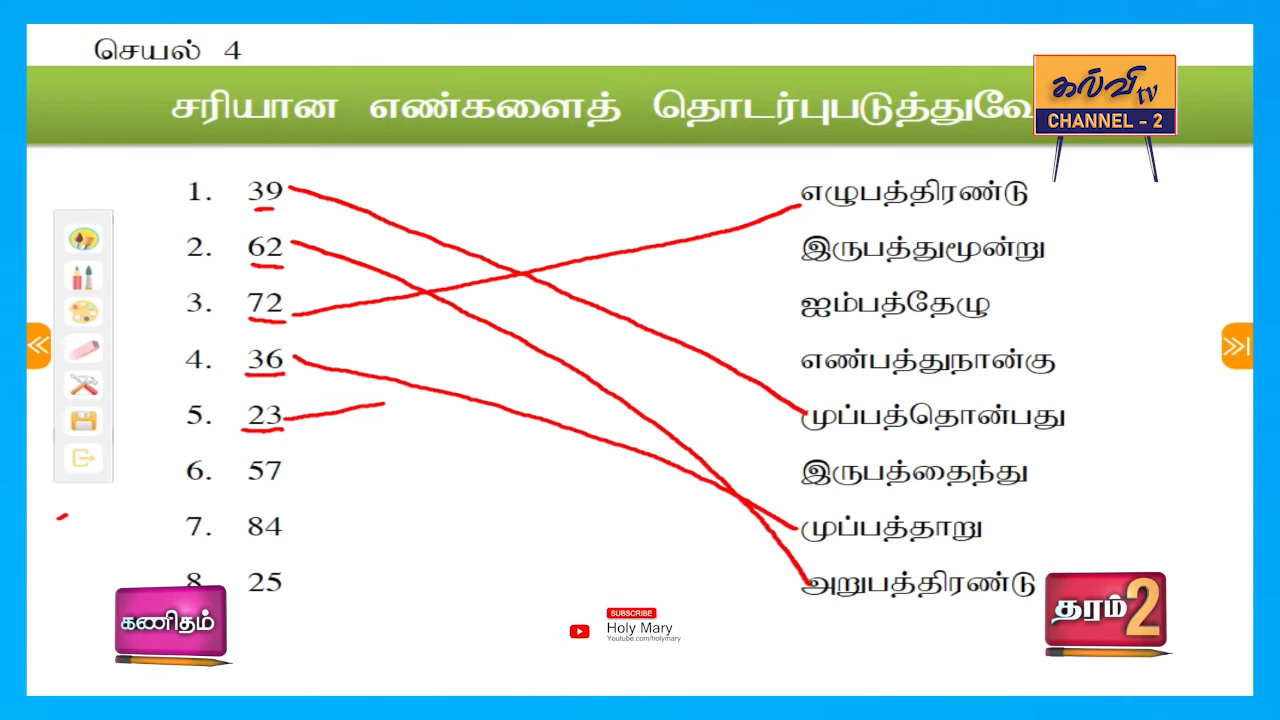 செயல் 4
சரியான எண்களைத் தொடர்புபடுத்துவே
கல்வி tv
CHANNEL - 2
1. 39 எழுபத்திரண்டு
2. 62 இருபத்துமூன்று
3. 72 ஐம்பத்தேழு
4. 36 எண்பத்துநான்கு
5. 23 முப்பத்தொன்பது
6. 57 இருபத்தைந்து
7. 84 முப்பத்தாறு
8. 25 அறுபத்திரண்டு
கணிதம்
SUBSCRIBE
Holy Mary
Youtube.com/holymary
தரம் 2